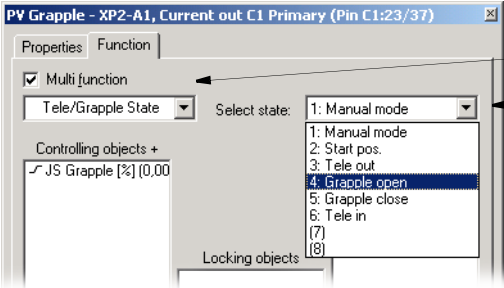 PV Grapple - XP2-A1, Current out C1 Primary (Pin C1:23/37)
Properties Function
Multi function
Tele/Grapple State Select state: 1: Manual mode
1: Manual mode
2: Start pos.
3: Tele out
4: Grapple open
5: Grapple close
6: Tele in
(7)
(8)
Controlling objects +
JS Grapple [%] (0,00
Locking objects